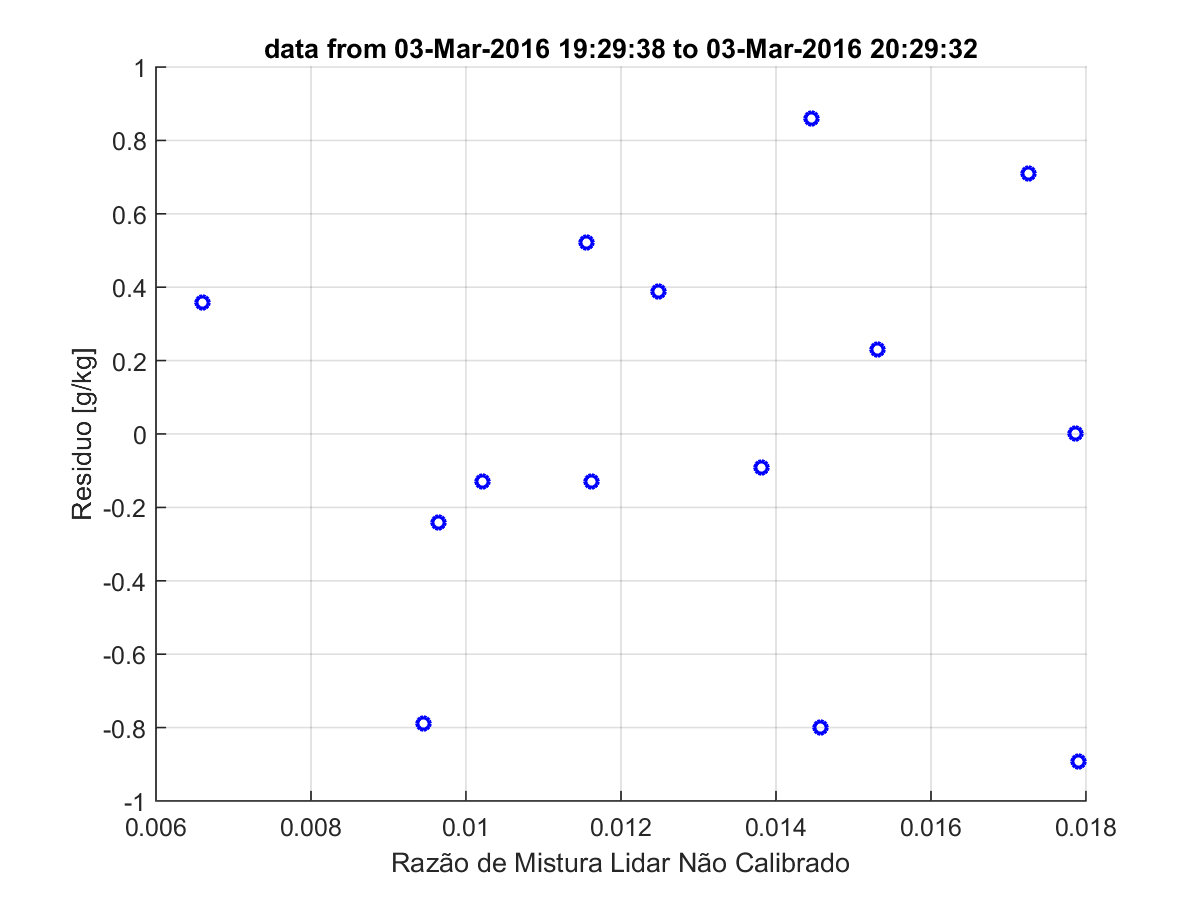 data from 03-Mar-2016 19:29:38 to 03-Mar-2016 20:29:32
1
0.8
0.6
0.4
0.2
0
-0.2
-0.4
-0.6
-0.8
-1
Residuo [g/kg]
0.006 0.008 0.01 0.012 0.014 0.016 0.018
Razão de Mistura Lidar Não Calibrado